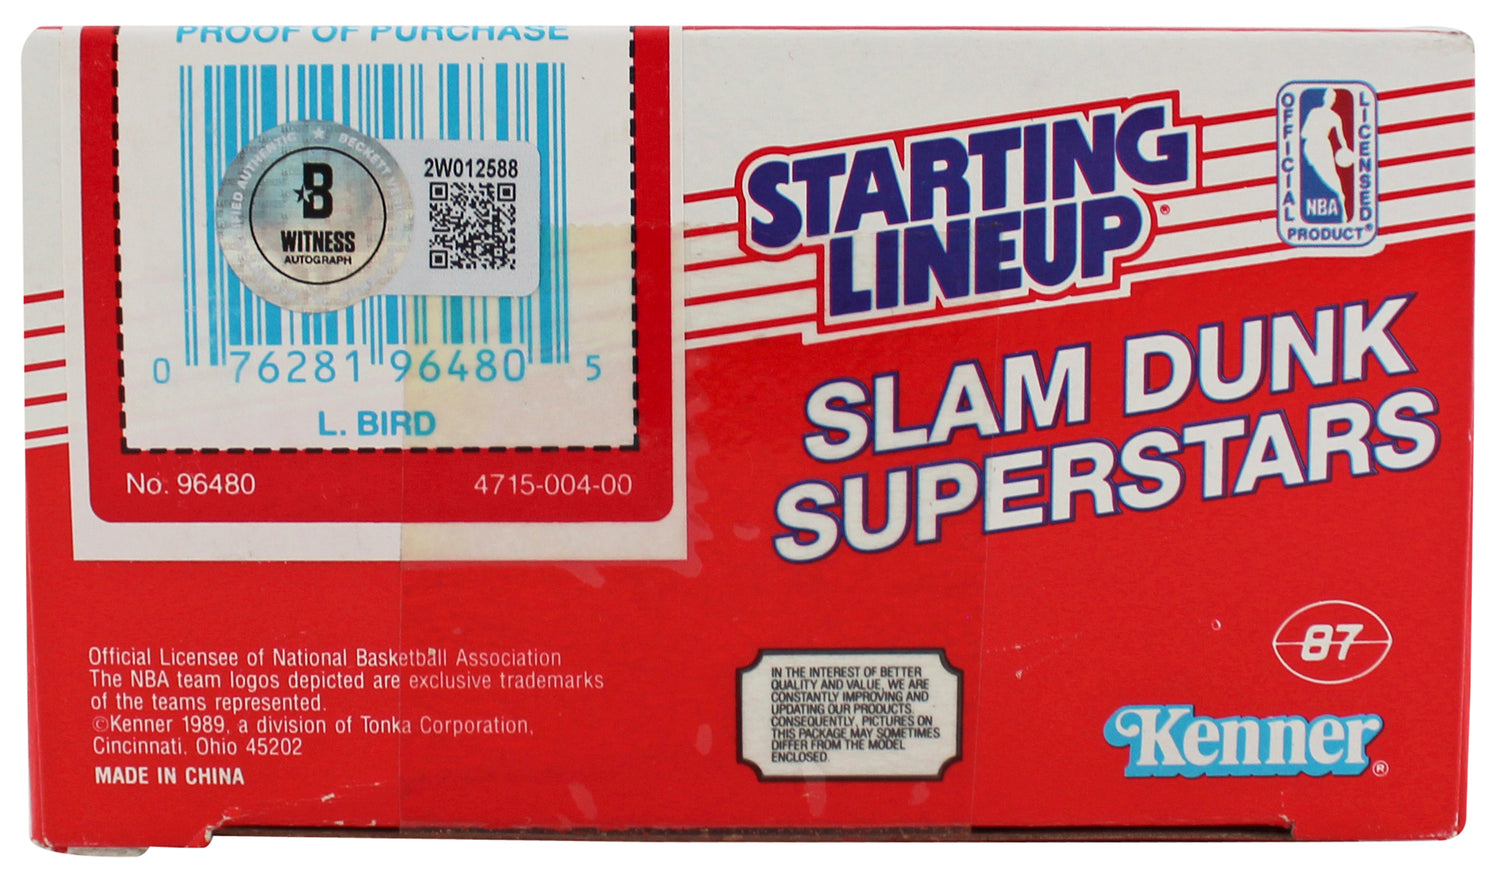 PROOF OF PURCHASE
BECKETT
AUTHENTIC
B
WITNESS
AUTOGRAPH
2W012588
0 76281 96480 5
L. BIRD
No. 96480
4715-004-00
STARTING
LINEUP®
OFFICIAL
LICENSED
NBA
PRODUCT®
SLAM DUNK
SUPERSTARS
Official Licensee of National Basketball Association
The NBA team logos depicted are exclusive trademarks
of the teams represented.
©Kenner 1989, a division of Tonka Corporation,
Cincinnati, Ohio 45202
MADE IN CHINA
IN THE INTEREST OF BETTER
QUALITY AND VALUE, WE ARE
CONSTANTLY IMPROVING AND
UPDATING OUR PRODUCTS.
CONSEQUENTLY, PICTURES ON
THIS PACKAGE MAY SOMETIMES
DIFFER FROM THE MODEL
ENCLOSED.
87
Kenner®